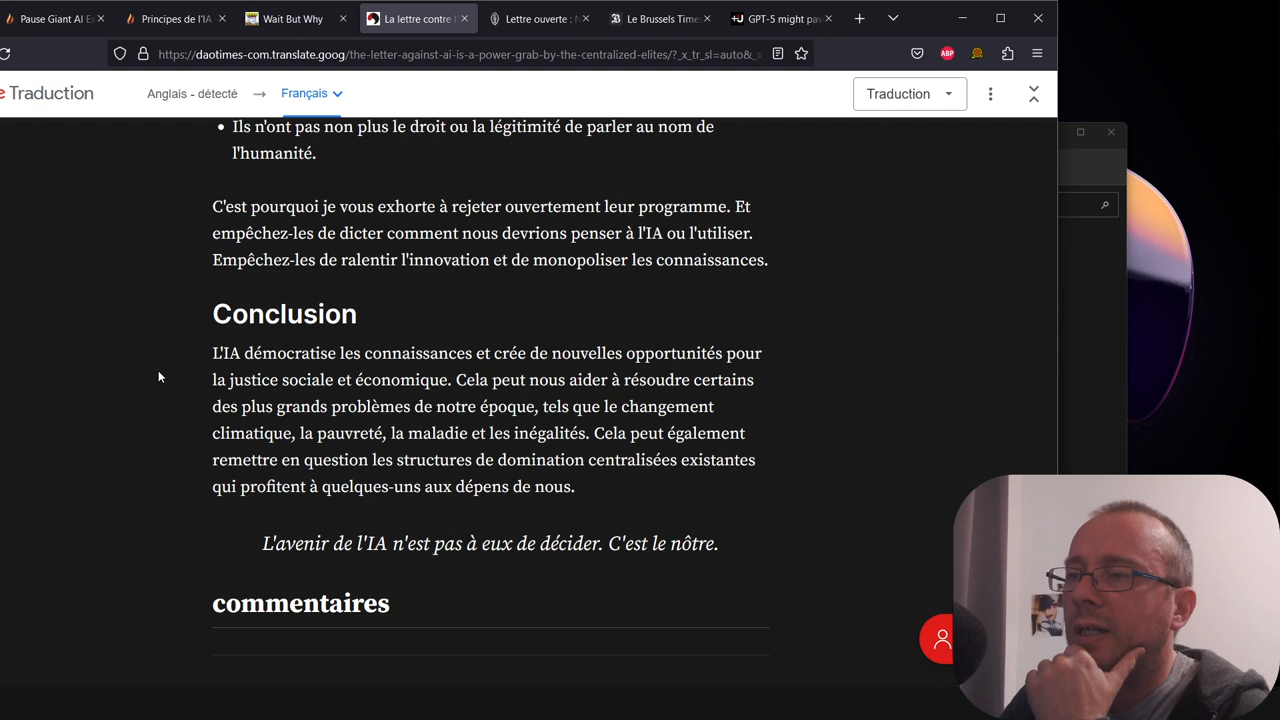 Pause Giant AI Ex
Principes de l'IA
Wait But Why
La lettre contre l'
Lettre ouverte : N
Le Brussels Times
GPT-5 might pav
https://daotimes-com.translate.goog/the-letter-against-ai-is-a-power-grab-by-the-centralized-elites/?_x_tr_sl=auto&_x
ABP
e Traduction
Anglais - détecté
Français
Traduction
Ils n'ont pas non plus le droit ou la légitimité de parler au nom de
l'humanité.
C'est pourquoi je vous exhorte à rejeter ouvertement leur programme. Et
empêchez-les de dicter comment nous devrions penser à l'IA ou l'utiliser.
Empêchez-les de ralentir l'innovation et de monopoliser les connaissances.
Conclusion
L'IA démocratise les connaissances et crée de nouvelles opportunités pour
la justice sociale et économique. Cela peut nous aider à résoudre certains
des plus grands problèmes de notre époque, tels que le changement
climatique, la pauvreté, la maladie et les inégalités. Cela peut également
remettre en question les structures de domination centralisées existantes
qui profitent à quelques-uns aux dépens de nous.
L'avenir de l'IA n'est pas à eux de décider. C'est le nôtre.
commentaires